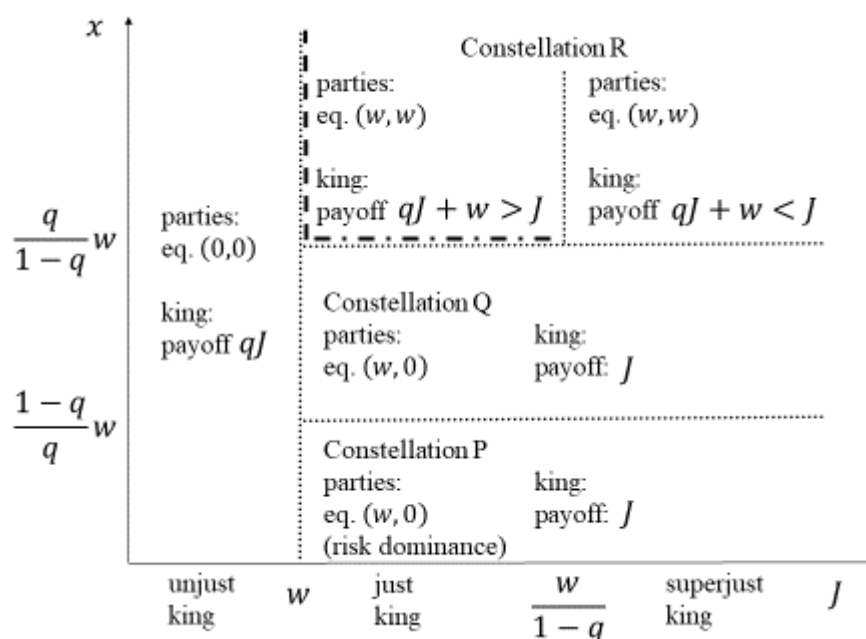 x
Constellation R
parties:
eq. (w, w)
king:
payoff qJ + w > J
parties:
eq. (w, w)
king:
payoff qJ + w < J
q
1 − q
w
parties:
eq. (0,0)
king:
payoff qJ
Constellation Q
parties:
eq. (w, 0)
king:
payoff: J
1 − q
q
w
Constellation P
parties:
eq. (w, 0)
(risk dominance)
king:
payoff: J
unjust
king
w
just
king
w
1 − q
superjust
king
J